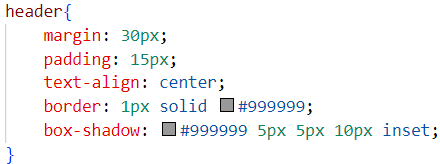 header{
    margin: 30px;
    padding: 15px;
    text-align: center;
    border: 1px solid #999999;
    box-shadow: #999999 5px 5px 10px inset;
}